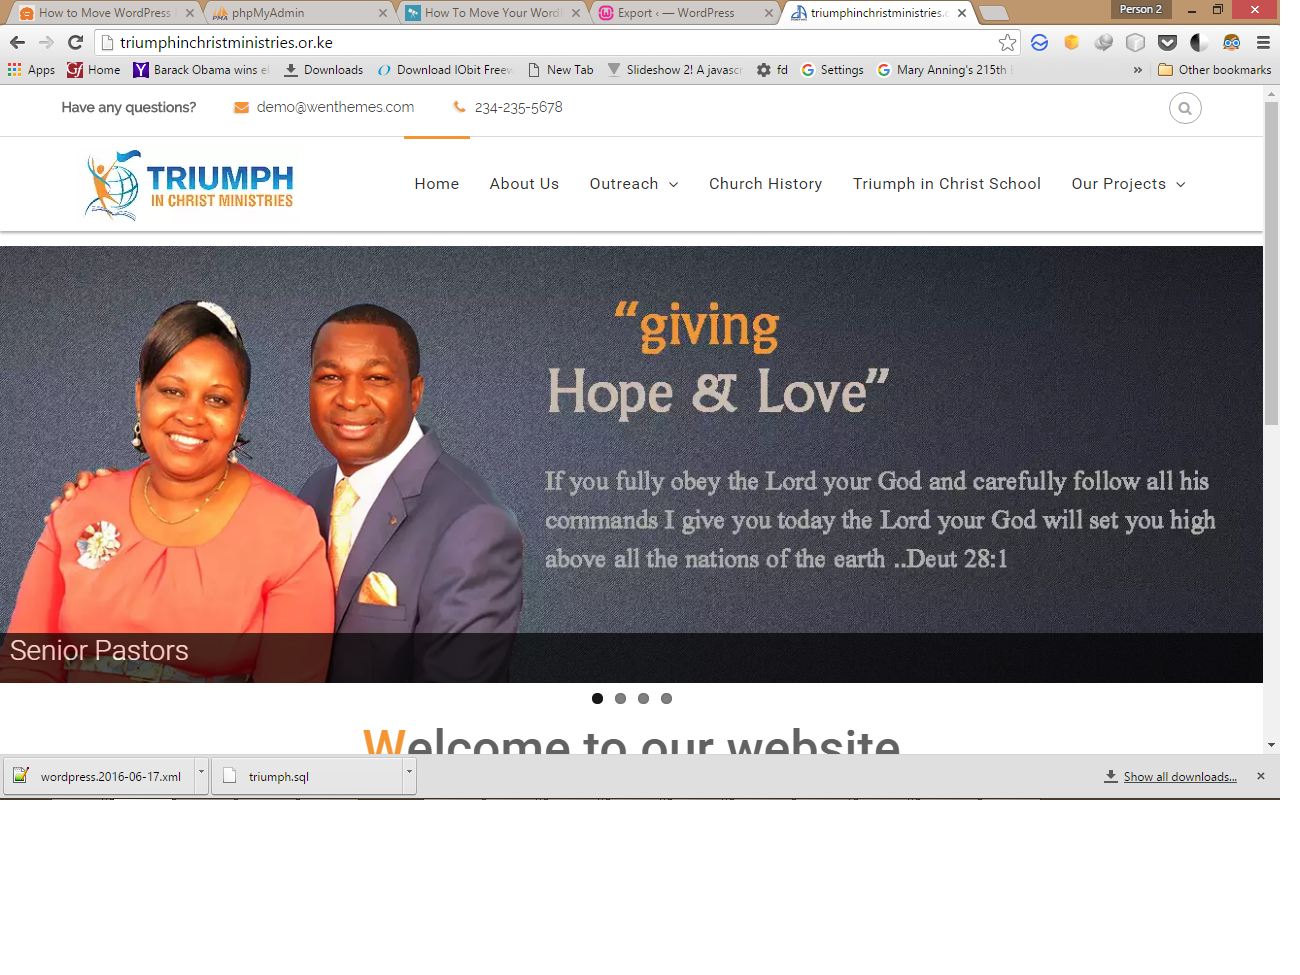 How to Move WordPress
phpMyAdmin
How To Move Your Word
Export ‹ — WordPress
triumphinchristministries.o
Person 2
triumphinchristministries.or.ke
Apps
Gf Home
Y Barack Obama wins el
Downloads
Download IObit Freew
New Tab
Slideshow 2! A javascr
fd
G Settings
G Mary Anning's 215th B
»
Other bookmarks
Have any questions?
demo@wenthemes.com
234-235-5678
TRIUMPH
IN CHRIST MINISTRIES
Home
About Us
Outreach
Church History
Triumph in Christ School
Our Projects
“giving
Hope & Love”
If you fully obey the Lord your God and carefully follow all his
commands I give you today the Lord your God will set you high
above all the nations of the earth ..Deut 28:1
Senior Pastors
Welcome to our website
wordpress.2016-06-17.xml
triumph.sql
Show all downloads...